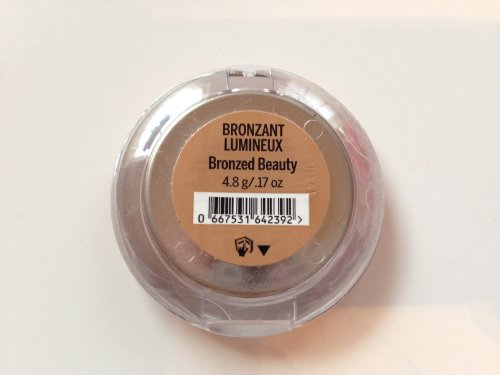 BRONZANT
LUMINEUX
Bronzed Beauty
4.8 g/.17 oz
0 667531 642392 >